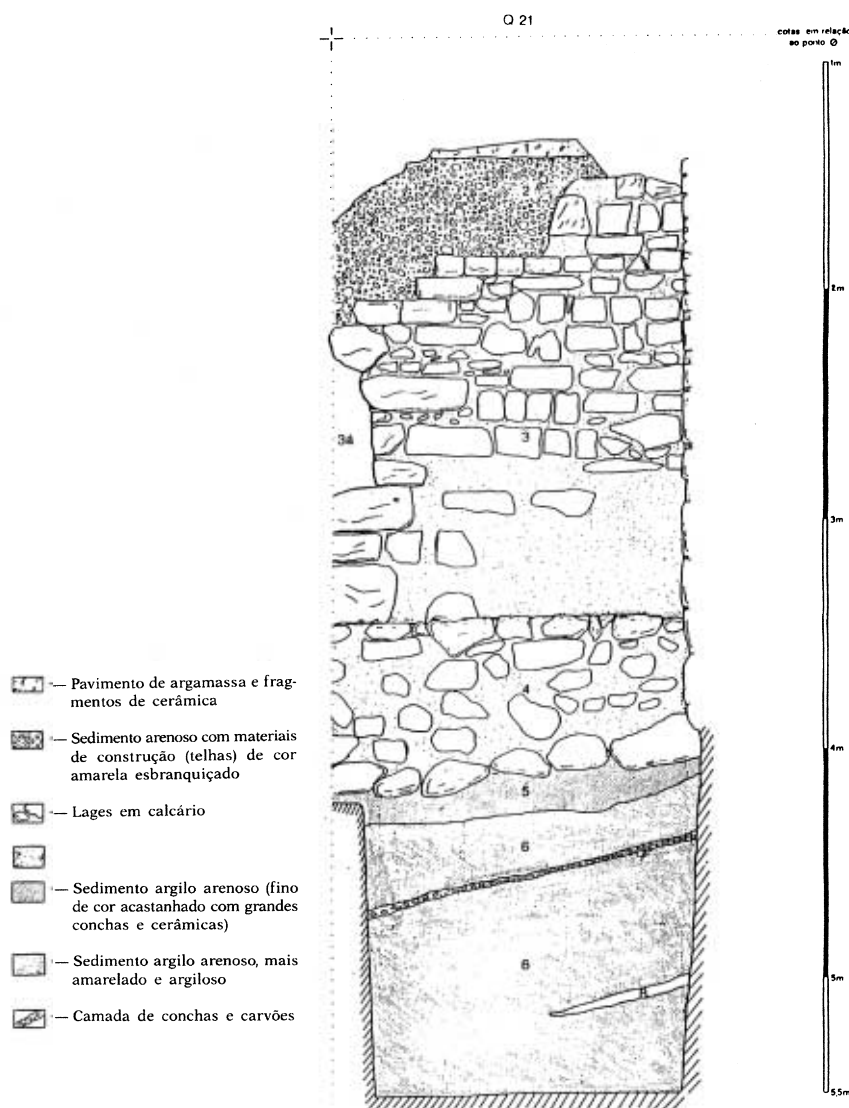 Q 21
cotas em relação
ao ponto 0
1m
2
2m
3
34
3m
4
4m
5
6
7
6
8
5m
5,5m
— Pavimento de argamassa e frag-
mentos de cerâmica
— Sedimento arenoso com materiais
de construção (telhas) de cor
amarela esbranquiçado
— Lages em calcário
— Sedimento argilo arenoso (fino
de cor acastanhado com grandes
conchas e cerâmicas)
— Sedimento argilo arenoso, mais
amarelado e argiloso
— Camada de conchas e carvões